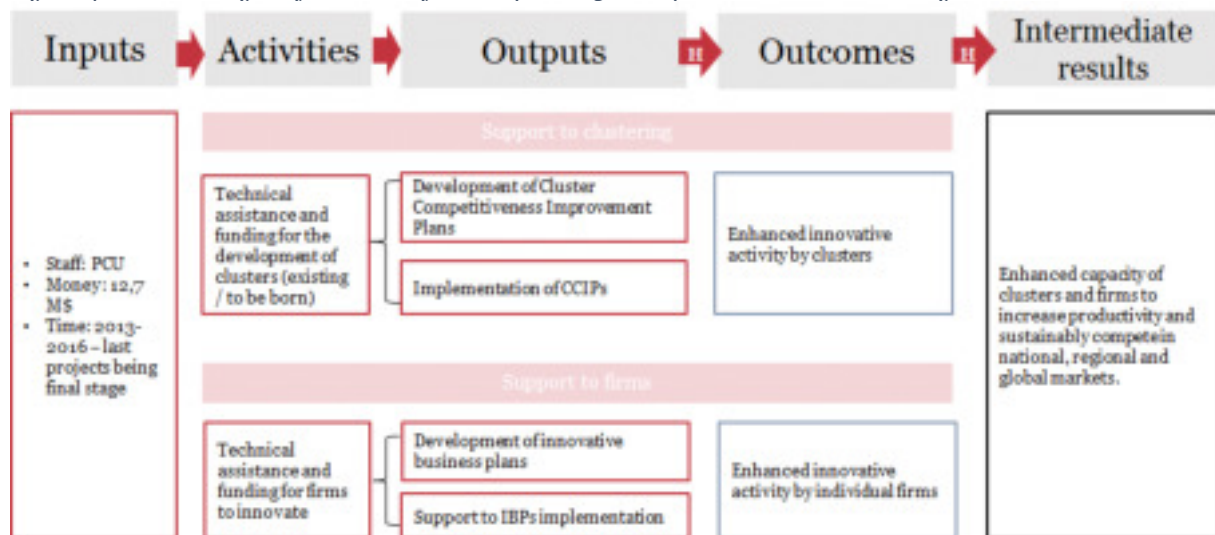 Inputs
Activities
Outputs
H
Outcomes
H
Intermediate
results
Support to clustering
• Staff: PCU
• Money: 12,7
M$
• Time: 2013-
2016 – last
projects being
final stage
Technical
assistance and
funding for the
development of
clusters (existing
/ to be born)
Development of Cluster
Competitiveness Improvement
Plans
Implementation of CCIPs
Enhanced innovative
activity by clusters
Enhanced capacity of
clusters and firms to
increase productivity and
sustainably compete in
national, regional and
global markets.
Support to firms
Technical
assistance and
funding for firms
to innovate
Development of innovative
business plans
Support to IBPs implementation
Enhanced innovative
activity by individual firms